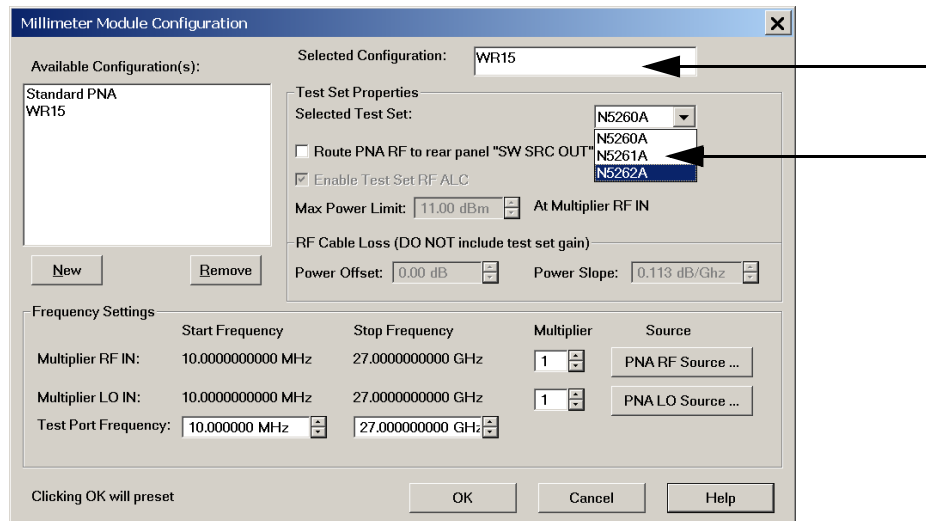 Millimeter Module Configuration
Available Configuration(s):
Standard PNA
WR15
New
Remove
Selected Configuration:
WR15
Test Set Properties
Selected Test Set:
N5260A
N5260A
N5261A
N5262A
Route PNA RF to rear panel "SW SRC OUT"
Enable Test Set RF ALC
Max Power Limit: 11.00 dBm At Multiplier RF IN
RF Cable Loss (DO NOT include test set gain)
Power Offset: 0.00 dB Power Slope: 0.113 dB/Ghz
Frequency Settings
Start Frequency Stop Frequency Multiplier Source
Multiplier RF IN: 10.0000000000 MHz 27.0000000000 GHz 1 PNA RF Source ...
Multiplier LO IN: 10.0000000000 MHz 27.0000000000 GHz 1 PNA LO Source ...
Test Port Frequency: 10.000000 MHz 27.000000000 GHz
Clicking OK will preset
OK
Cancel
Help